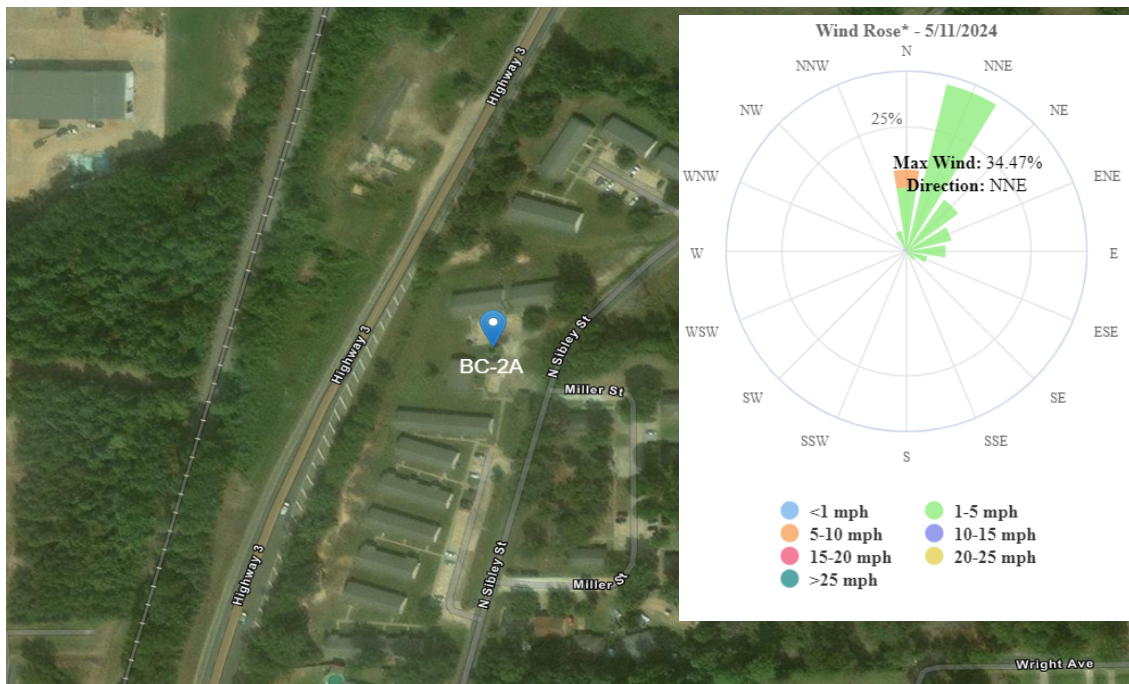 Wind Rose* - 5/11/2024
N
NNW
NNE
NW
NE
25%
Max Wind: 34.47%
Direction: NNE
WNW
ENE
W
E
WSW
ESE
SW
SE
SSW
SSE
S
<1 mph
1-5 mph
5-10 mph
10-15 mph
15-20 mph
20-25 mph
>25 mph
Highway 3
Highway 3
Highway 3
BC-2A
N Sibley St
Miller St
N Sibley St
Miller St
Wright Ave